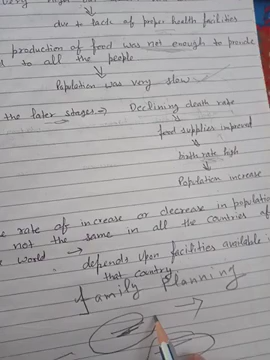 due to lack of proper health facilities
production of food was not enough to provide
to all the people
Population was very slow
the later stages → Declining death rate
food supplies improved
birth rate high
Population increase
rate of increase or decrease in population
not the same in all the countries of
world →
depends upon facilities available
that country
Family Planning